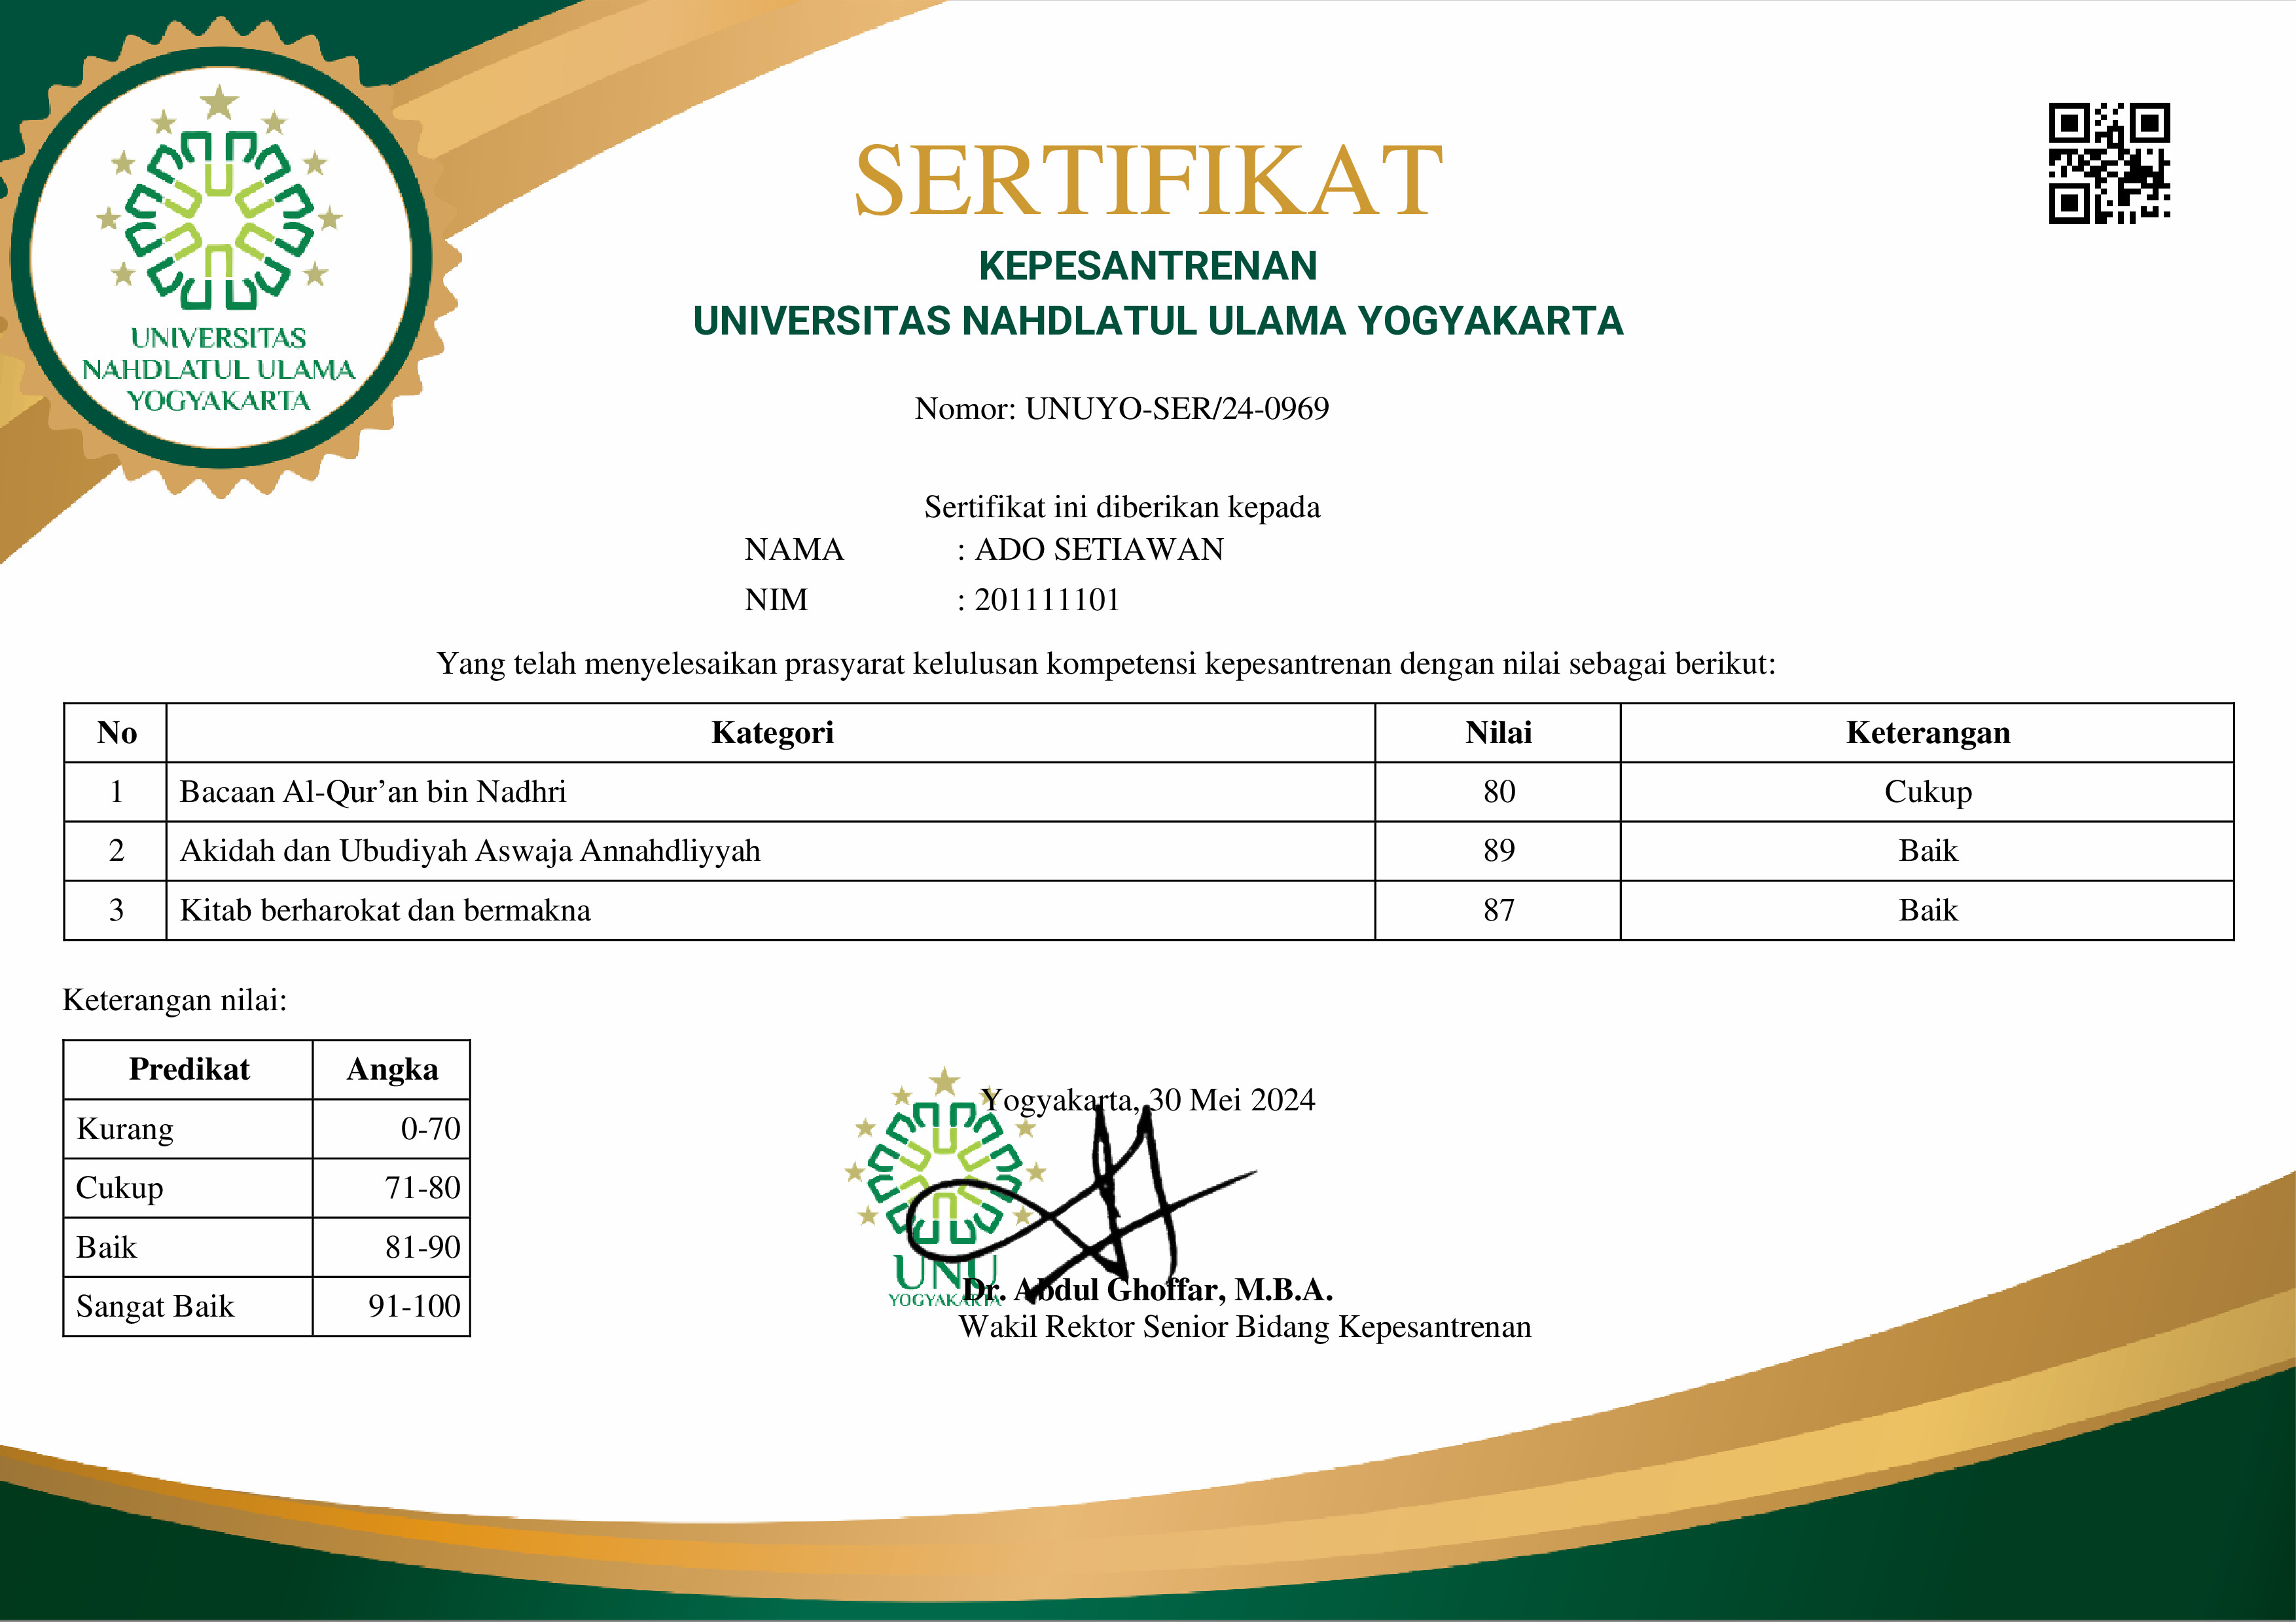 UNIVERSITAS
NAHDLATUL ULAMA
YOGYAKARTA
SERTIFIKAT
KEPESANTRENAN
UNIVERSITAS NAHDLATUL ULAMA YOGYAKARTA
Nomor: UNUYO-SER/24-0969
Sertifikat ini diberikan kepada
NAMA : ADO SETIAWAN
NIM : 201111101
Yang telah menyelesaikan prasyarat kelulusan kompetensi kepesantrenan dengan nilai sebagai berikut:
No Kategori Nilai Keterangan
1 Bacaan Al-Qur’an bin Nadhri 80 Cukup
2 Akidah dan Ubudiyah Aswaja Annahdliyyah 89 Baik
3 Kitab berharokat dan bermakna 87 Baik
Keterangan nilai:
Predikat Angka
Kurang 0-70
Cukup 71-80
Baik 81-90
Sangat Baik 91-100
Yogyakarta, 30 Mei 2024
UNU
YOGYAKARTA
Dr. Abdul Ghoffar, M.B.A.
Wakil Rektor Senior Bidang Kepesantrenan